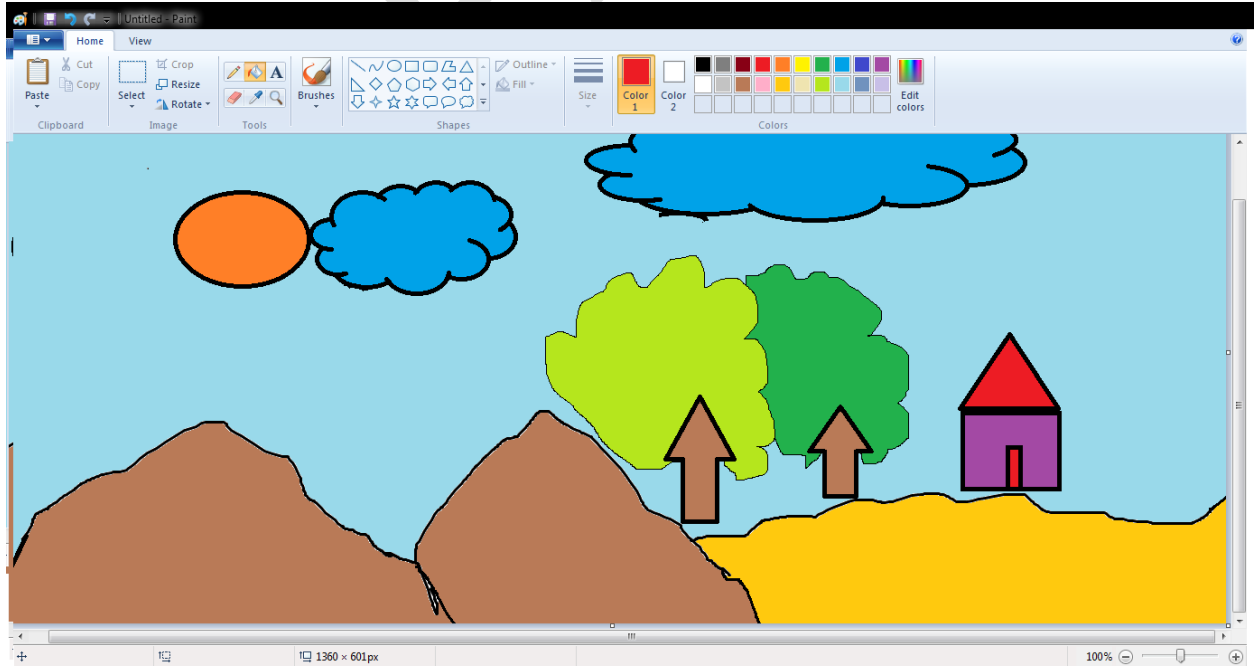 Untitled - Paint
Home View
Cut
Copy
Paste
Clipboard
Crop
Resize
Rotate
Select
Image
A
Tools
Brushes
Outline
Fill
Shapes
Size
Color 1
Color 2
Edit colors
Colors
1360 × 601px
100%